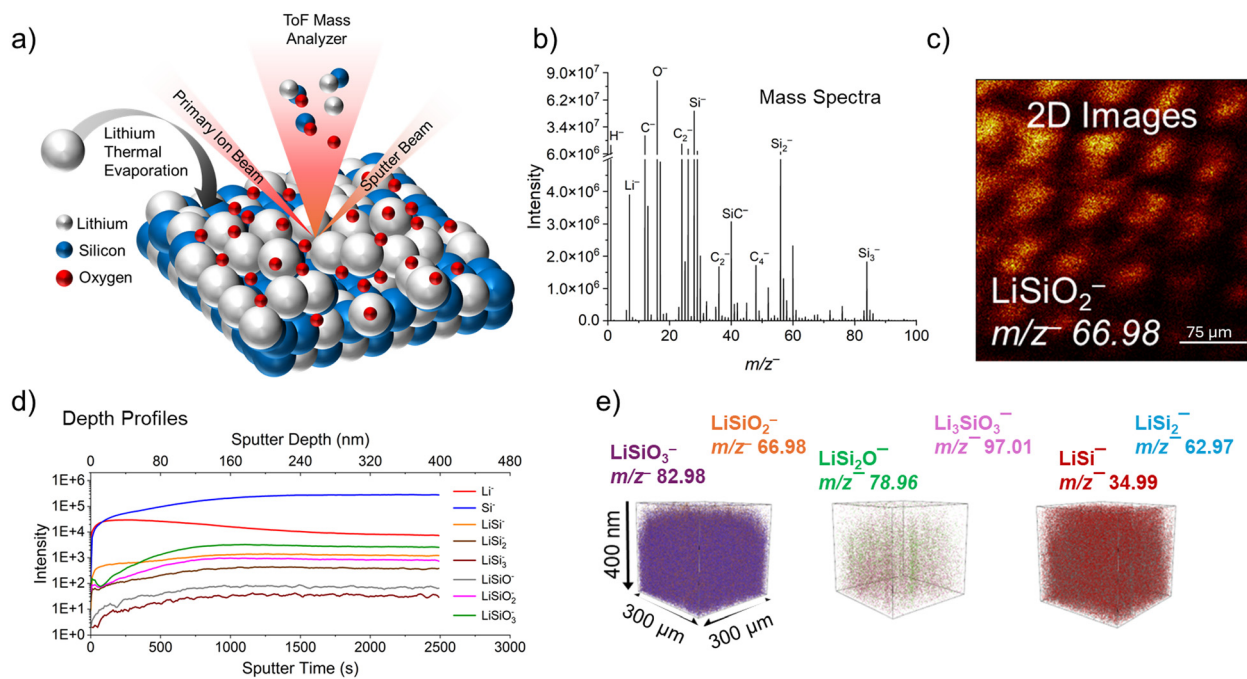 a)
ToF Mass
Analyzer
Primary Ion Beam
Sputter Beam
Lithium
Thermal
Evaporation
Lithium
Silicon
Oxygen
b)
Mass Spectra
Intensity
9.0×10⁷
6.2×10⁷
3.4×10⁷
6.0×10⁶
4.0×10⁶
3.0×10⁶
2.0×10⁶
1.0×10⁶
0.0
H⁻
Li⁻
C⁻
O⁻
C₂⁻
Si⁻
C₂⁻
SiC⁻
C₄⁻
Si₂⁻
Si₃⁻
0 20 40 60 80 100
m/z⁻
c)
2D Images
LiSiO₂⁻
m/z⁻ 66.98
75 µm
d)
Depth Profiles
Sputter Depth (nm)
0 80 160 240 320 400 480
Intensity
1E+6
1E+5
1E+4
1E+3
1E+2
1E+1
1E+0
Li⁻
Si⁻
LiSi⁻
LiSi₂⁻
LiSi₃⁻
LiSiO⁻
LiSiO₂⁻
LiSiO₃⁻
0 500 1000 1500 2000 2500 3000
Sputter Time (s)
e)
LiSiO₂⁻
m/z⁻ 66.98
LiSiO₃⁻
m/z⁻ 82.98
Li₃SiO₃⁻
m/z⁻ 97.01
LiSi₂O⁻
m/z⁻ 78.96
LiSi₂⁻
m/z⁻ 62.97
LiSi⁻
m/z⁻ 34.99
400 nm
300 µm
300 µm